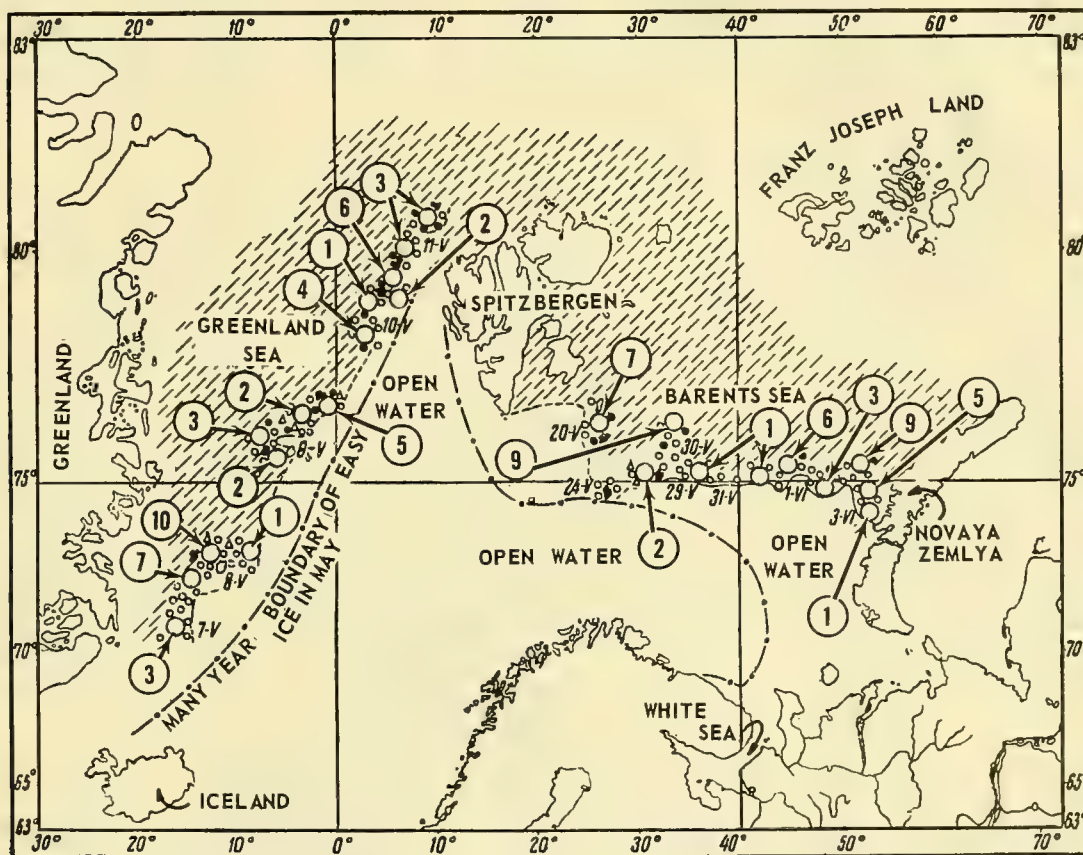 30° 20° 10° 0° 10° 20° 30° 40° 50° 60° 70°
83° 83°
FRANZ JOSEPH LAND
3
6
2
1
80° 11-V 80°
4
SPITZBERGEN
10-V
GREENLAND
SEA
GREENLAND
OPEN
WATER
7
2
BARENTS SEA
3
5
6
9
3
8-V
5
20-V
9
30-V
1
75° 75°
2
24-V 29-V 31-V 1-VI
3-VI
10
1
OPEN WATER
2
OPEN
WATER
NOVAYA
ZEMLYA
7
8-V
MANY YEAR BOUNDARY OF EASY
ICE IN MAY
1
7-V
70° 70°
3
WHITE
SEA
65° 65°
ICELAND
63° 63°
30° 20° 10° 0° 10° 20° 30° 40° 50° 60° 70°